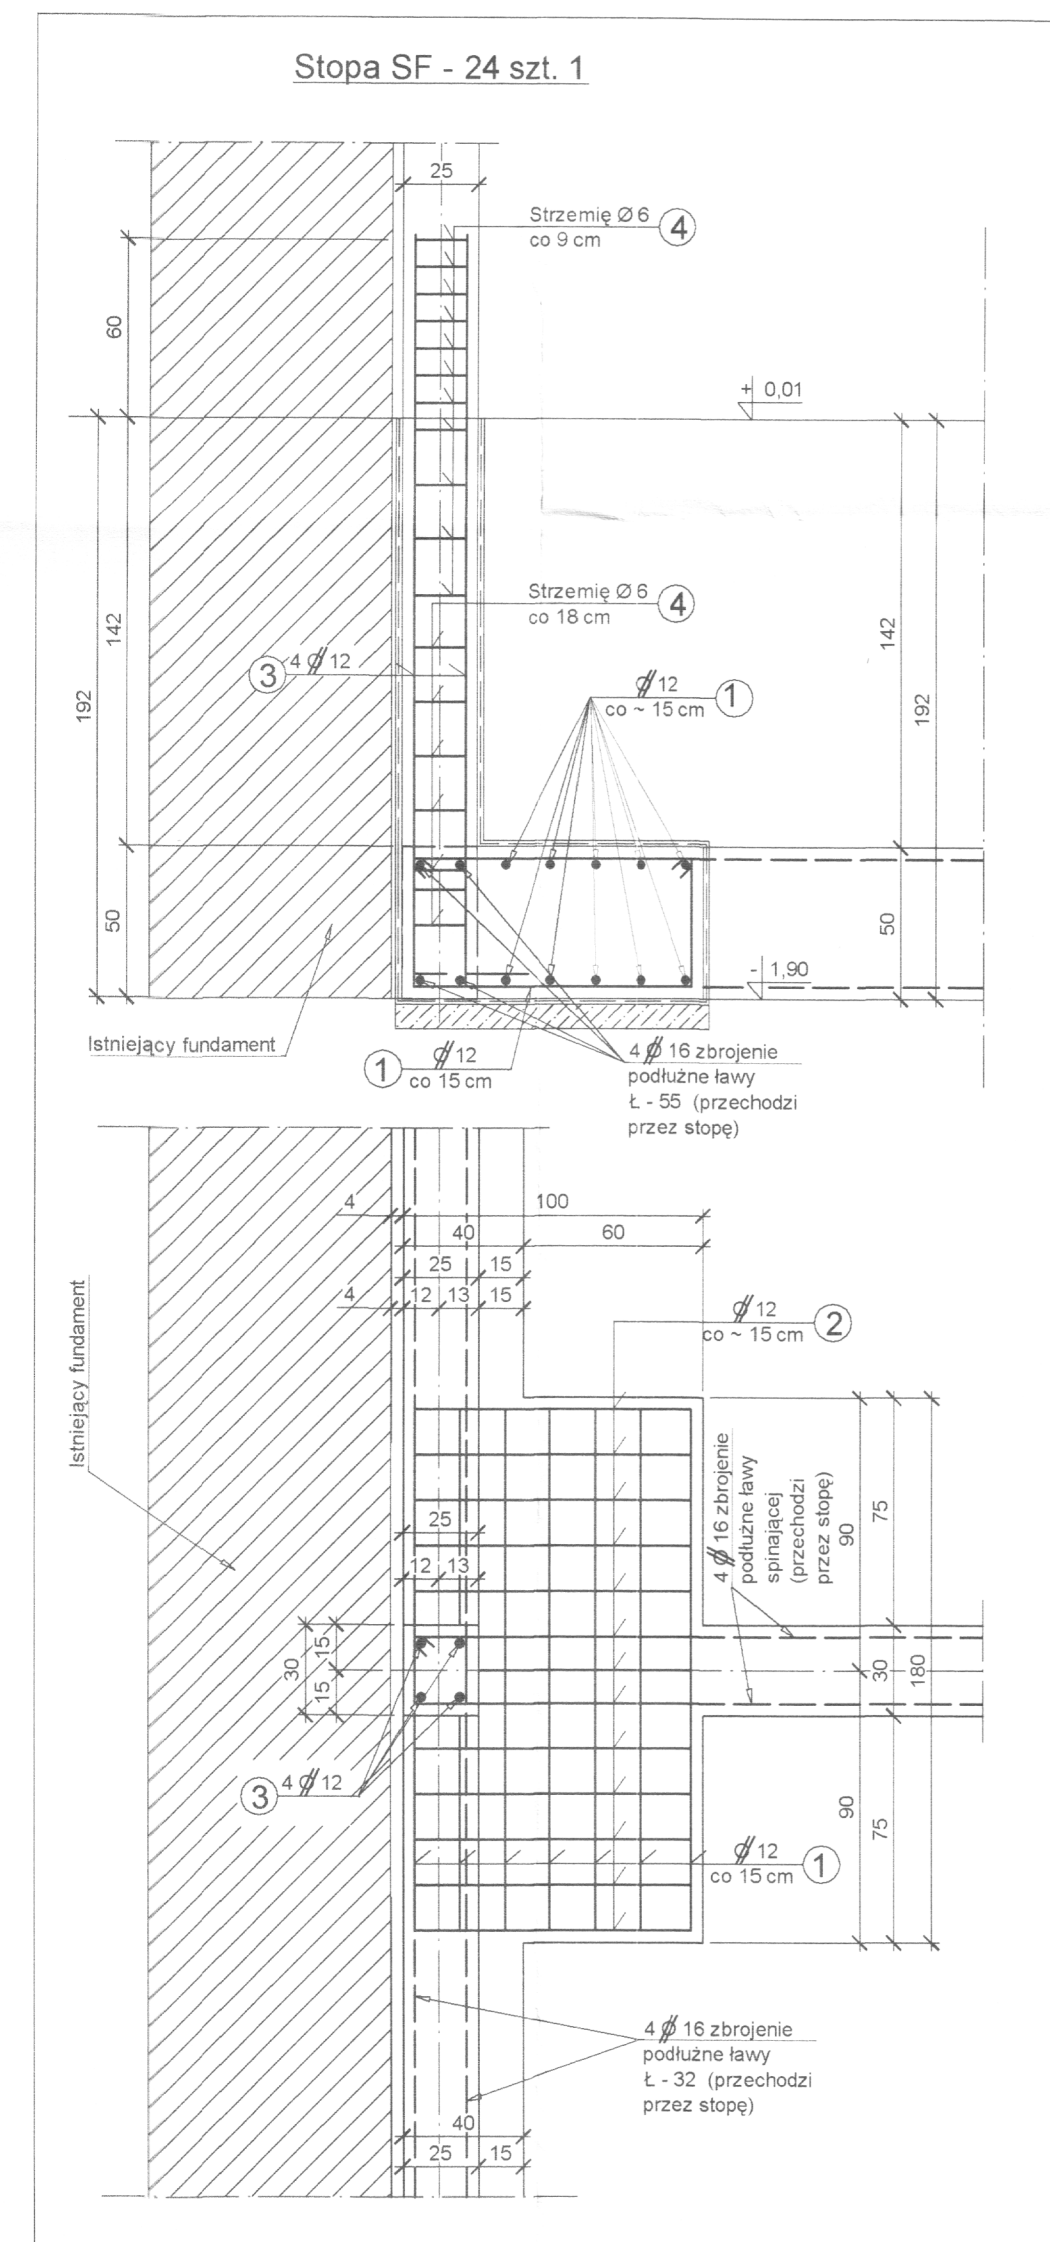 Stopa SF - 24 szt. 1
25
Strzemię Ø 6
co 9 cm
4
60
+ 0,01
142
192
Strzemię Ø 6
co 18 cm
4
3
4 ∅ 12
∅ 12
co ~ 15 cm
1
142
192
50
50
- 1,90
Istniejący fundament
1
∅ 12
co 15 cm
4 ∅ 16 zbrojenie
podłużne ławy
Ł - 55 (przechodzi
przez stopę)
4
100
40
60
25
15
4
12
13
15
Istniejący fundament
∅ 12
co ~ 15 cm
2
25
12
13
4 ∅ 16 zbrojenie
podłużne ławy
spinającej
(przechodzi
przez stopę)
90
75
30
15
15
30
180
3
4 ∅ 12
90
75
∅ 12
co 15 cm
1
4 ∅ 16 zbrojenie
podłużne ławy
Ł - 32 (przechodzi
przez stopę)
40
25
15